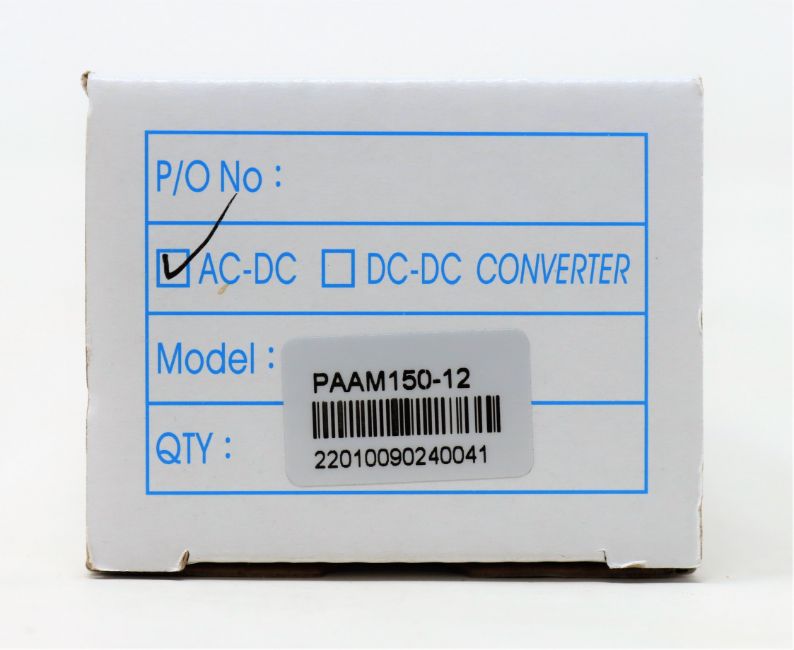 P/O No :
☑ AC-DC ☐ DC-DC CONVERTER
Model :
PAAM150-12
22010090240041
QTY :